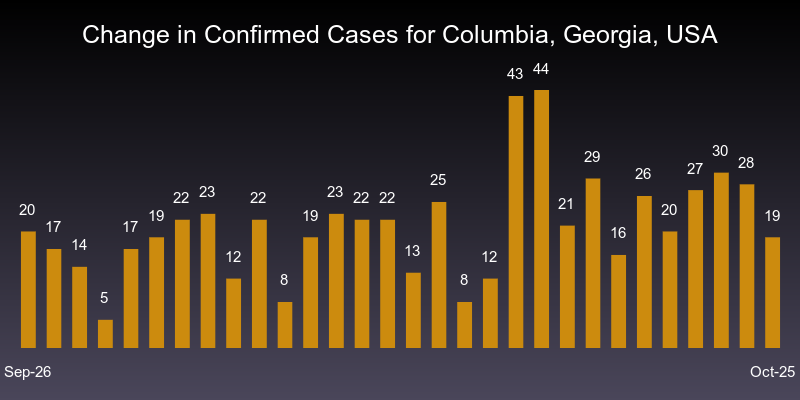 Change in Confirmed Cases for Columbia, Georgia, USA
20 17 14 5 17 19 22 23 12 22 8 19 23 22 22 13 25 8 12 43 44 21 29 16 26 20 27 30 28 19
Sep-26 Oct-25